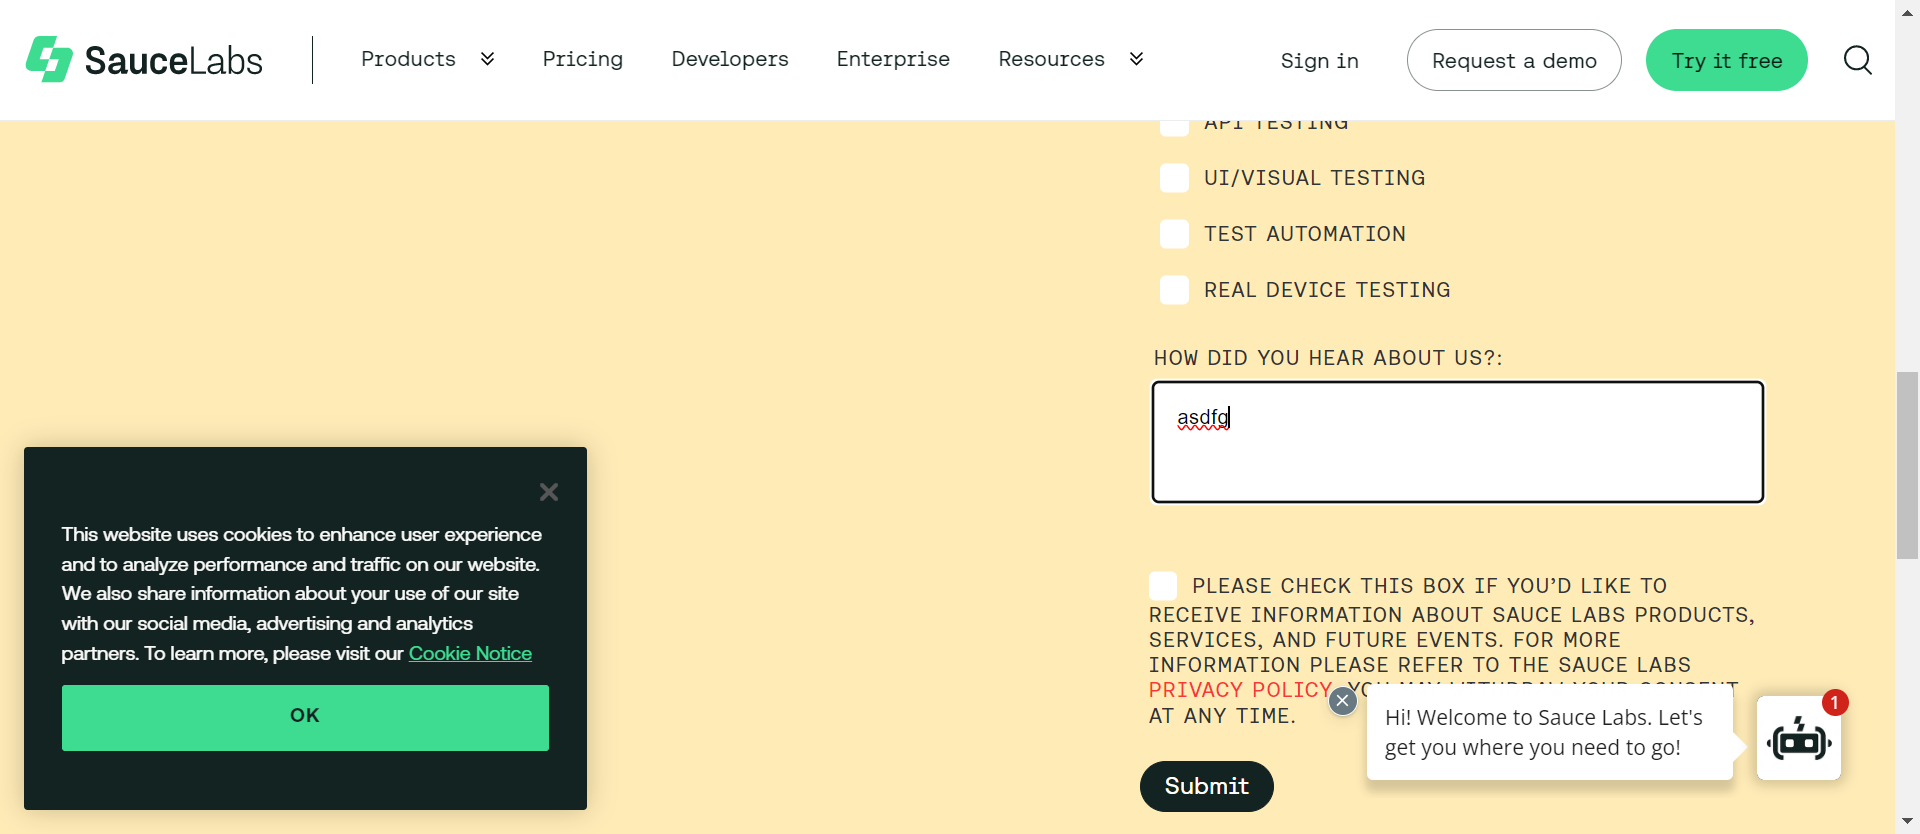 SauceLabs
Products
Pricing
Developers
Enterprise
Resources
Sign in
Request a demo
Try it free
API TESTING
UI/VISUAL TESTING
TEST AUTOMATION
REAL DEVICE TESTING
HOW DID YOU HEAR ABOUT US?:
asdfg
PLEASE CHECK THIS BOX IF YOU'D LIKE TO
RECEIVE INFORMATION ABOUT SAUCE LABS PRODUCTS,
SERVICES, AND FUTURE EVENTS. FOR MORE
INFORMATION PLEASE REFER TO THE SAUCE LABS
PRIVACY POLICY. YOU MAY WITHDRAW YOUR CONSENT
AT ANY TIME.
Submit
This website uses cookies to enhance user experience
and to analyze performance and traffic on our website.
We also share information about your use of our site
with our social media, advertising and analytics
partners. To learn more, please visit our Cookie Notice
OK
Hi! Welcome to Sauce Labs. Let's
get you where you need to go!
1